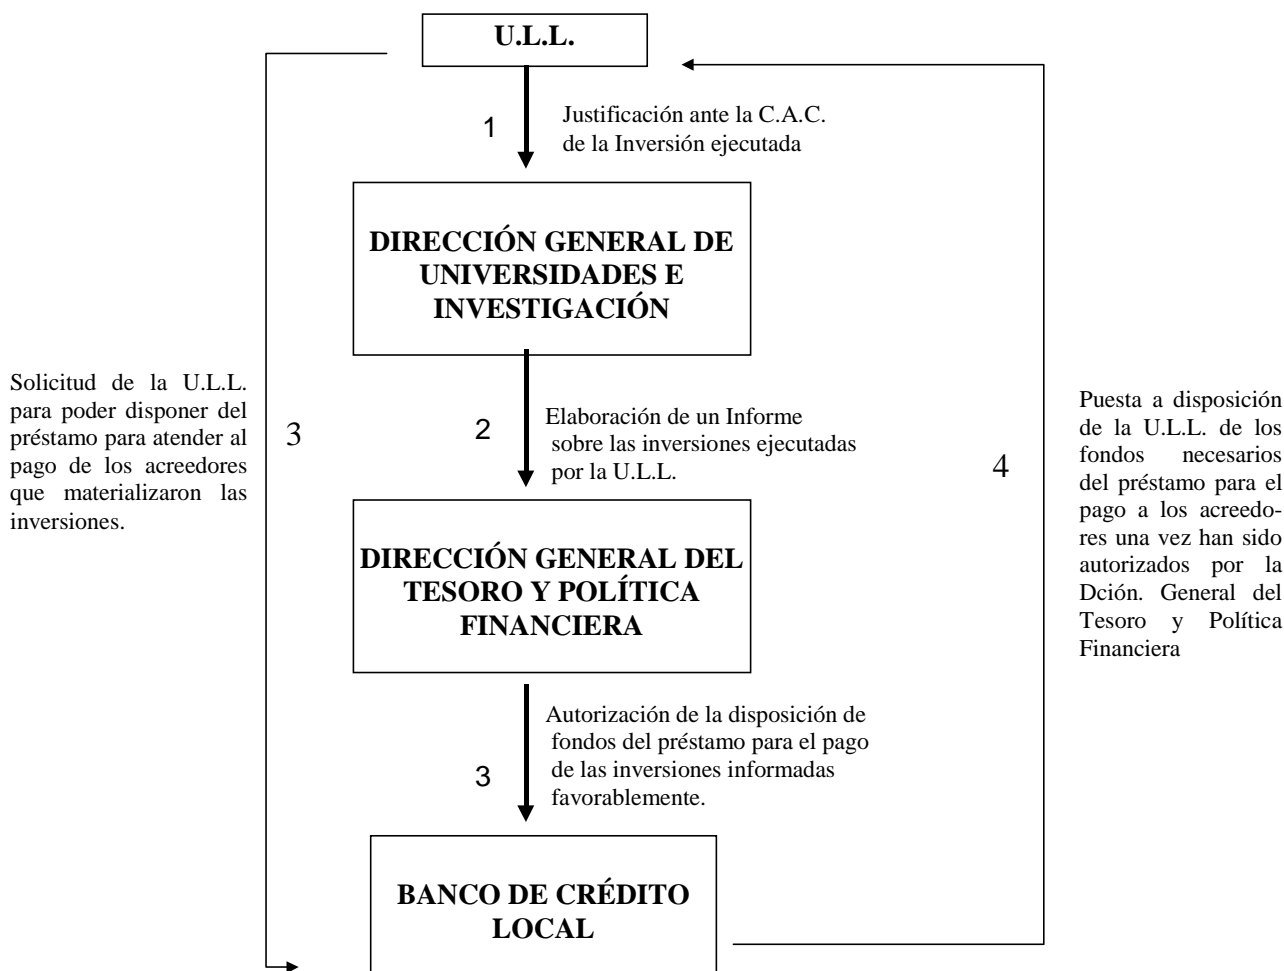 U.L.L.
1
Justificación ante la C.A.C.
de la Inversión ejecutada
DIRECCIÓN GENERAL DE
UNIVERSIDADES E
INVESTIGACIÓN
Solicitud de la U.L.L.
para poder disponer del
préstamo para atender al
pago de los acreedores
que materializaron las
inversiones.
3
2
Elaboración de un Informe
sobre las inversiones ejecutadas
por la U.L.L.
4
Puesta a disposición
de la U.L.L. de los
fondos necesarios
del préstamo para el
pago a los acreedo-
res una vez han sido
autorizados por la
Dción. General del
Tesoro y Política
Financiera
DIRECCIÓN GENERAL DEL
TESORO Y POLÍTICA
FINANCIERA
3
Autorización de la disposición de
fondos del préstamo para el pago
de las inversiones informadas
favorablemente.
BANCO DE CRÉDITO
LOCAL